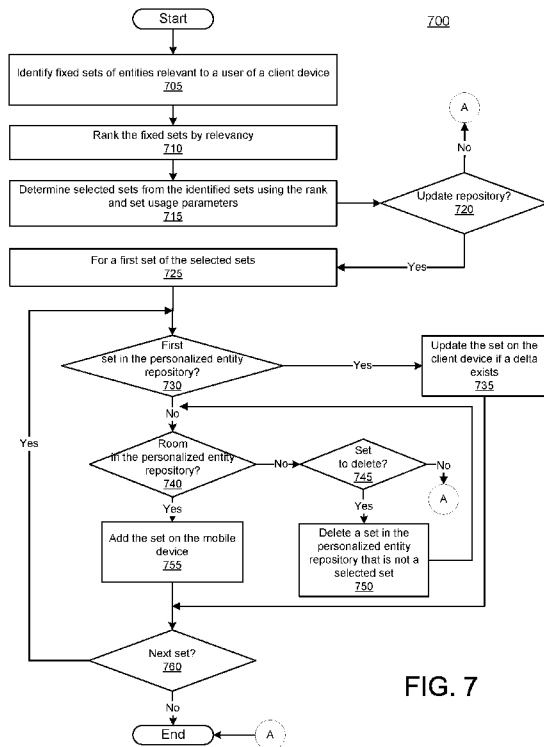 Start
700
Identify fixed sets of entities relevant to a user of a client device
705
A
Rank the fixed sets by relevancy
710
No
Determine selected sets from the identified sets using the rank
and set usage parameters
715
Update repository?
720
For a first set of the selected sets
725
Yes
First
set in the personalized entity
repository?
730
Yes
Update the set on the
client device if a delta
exists
735
Yes
No
Room
in the personalized entity
repository?
740
No
Set
to delete?
745
No
A
Yes
Yes
Add the set on the mobile
device
755
Delete a set in the
personalized entity
repository that is not a
selected set
750
Next set?
760
FIG. 7
No
End
A